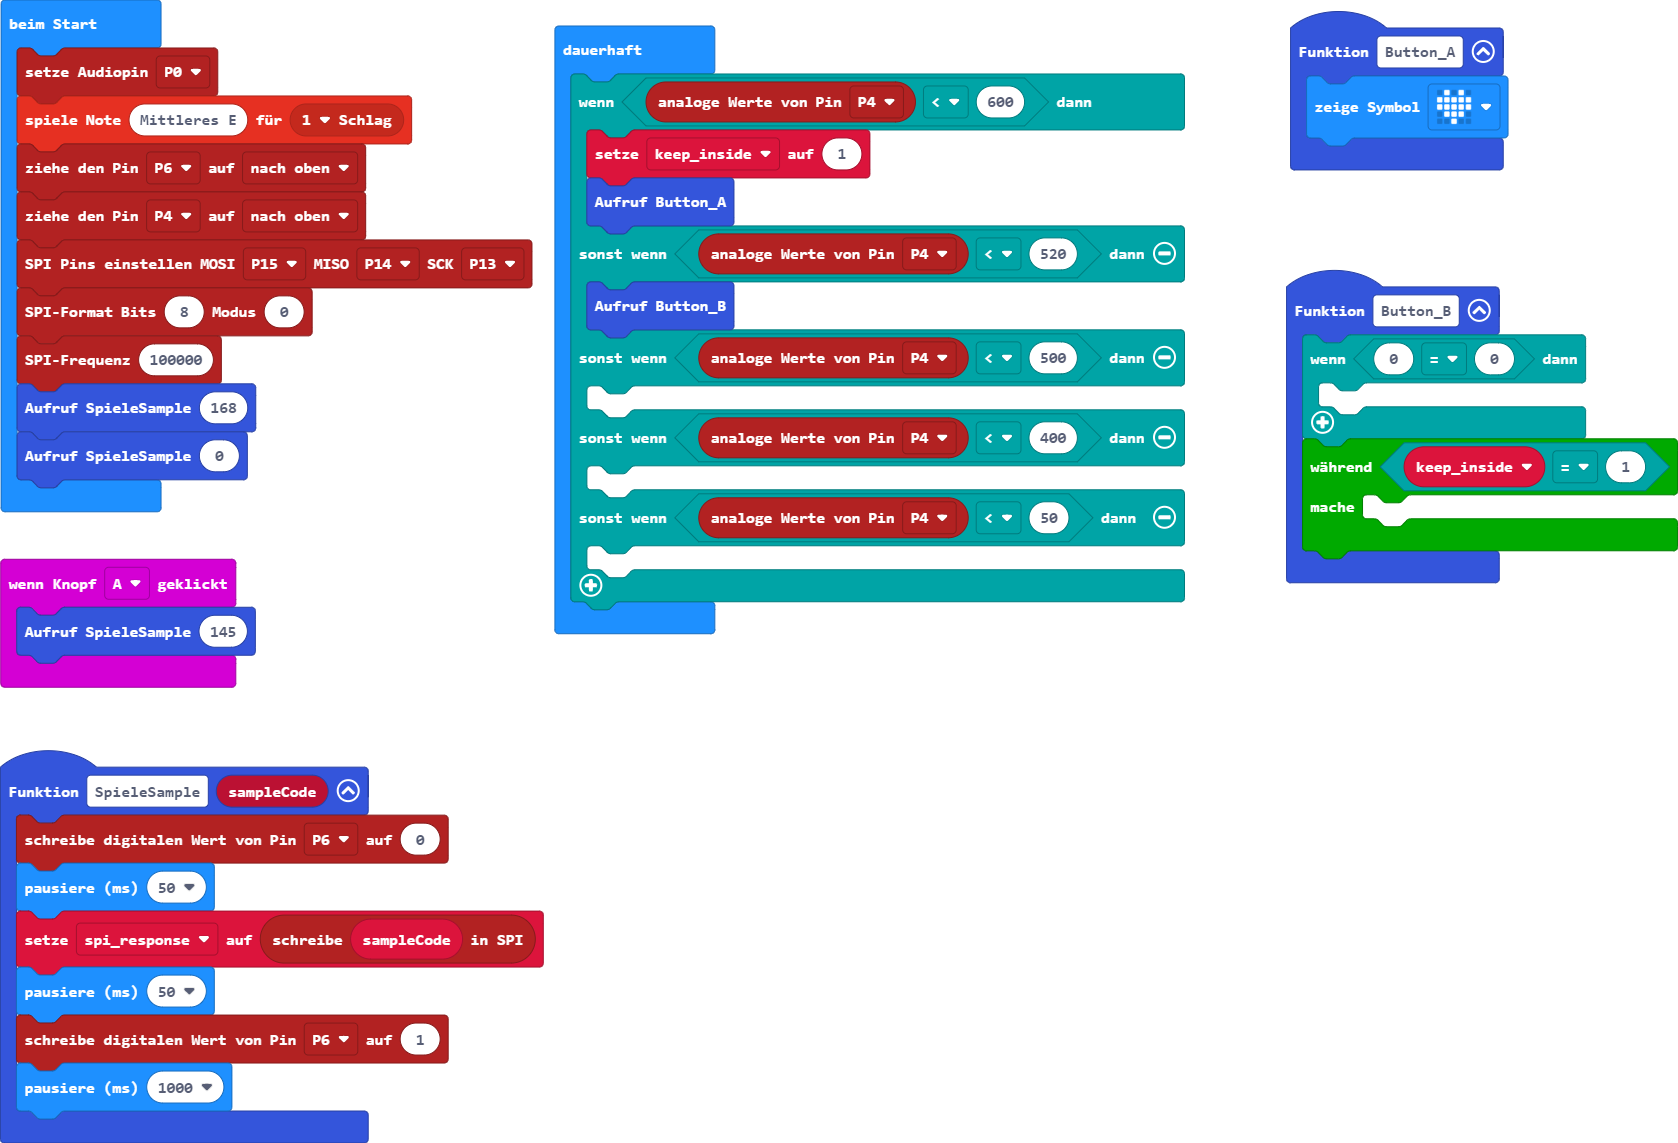 beim Start
setze Audiopin P0
spiele Note Mittleres E für 1 Schlag
ziehe den Pin P6 auf nach oben
ziehe den Pin P4 auf nach oben
SPI Pins einstellen MOSI P15 MISO P14 SCK P13
SPI-Format Bits 8 Modus 0
SPI-Frequenz 100000
Aufruf SpieleSample 168
Aufruf SpieleSample 0
wenn Knopf A geklickt
Aufruf SpieleSample 145
Funktion SpieleSample sampleCode
schreibe digitalen Wert von Pin P6 auf 0
pausiere (ms) 50
setze spi_response auf schreibe sampleCode in SPI
pausiere (ms) 50
schreibe digitalen Wert von Pin P6 auf 1
pausiere (ms) 1000
dauerhaft
wenn analoge Werte von Pin P4 < 600 dann
setze keep_inside auf 1
Aufruf Button_A
sonst wenn analoge Werte von Pin P4 < 520 dann
Aufruf Button_B
sonst wenn analoge Werte von Pin P4 < 500 dann
sonst wenn analoge Werte von Pin P4 < 400 dann
sonst wenn analoge Werte von Pin P4 < 50 dann
Funktion Button_A
zeige Symbol
Funktion Button_B
wenn 0 = 0 dann
während keep_inside = 1
mache